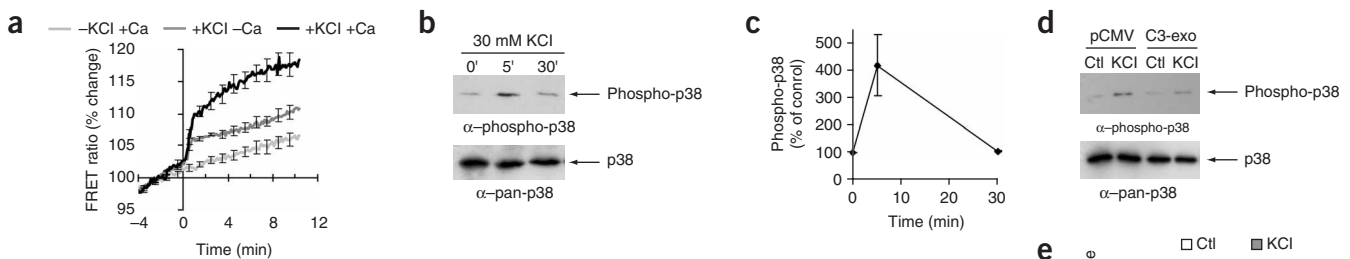 a
–KCl +Ca +KCl –Ca +KCl +Ca
120
115
110
105
100
95
–4 0 4 8 12
FRET ratio (% change)
Time (min)
b
30 mM KCl
0' 5' 30'
Phospho-p38
α–phospho-p38
p38
α–pan-p38
c
500
400
300
200
100
0 10 20 30
Phospho-p38
(% of conrol)
Time (min)
d
pCMV C3-exo
Ctl KCl Ctl KCl
Phospho-p38
α–phospho-p38
p38
α–pan-p38
e
e
Ctl KCl